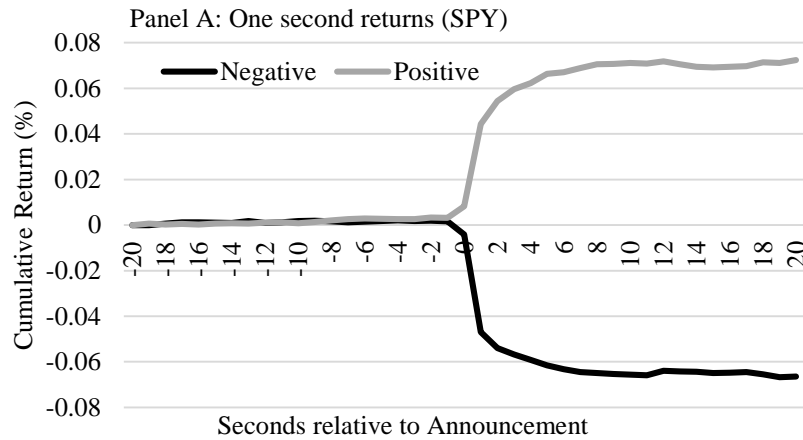 Panel A: One second returns (SPY)
0.08
Negative Positive
0.06
0.04
0.02
0
-0.02
-0.04
-0.06
-0.08
Cumulative Return (%)
-20 -18 -16 -14 -12 -10 -8 -6 -4 -2 0 2 4 6 8 10 12 14 16 18 20
Seconds relative to Announcement